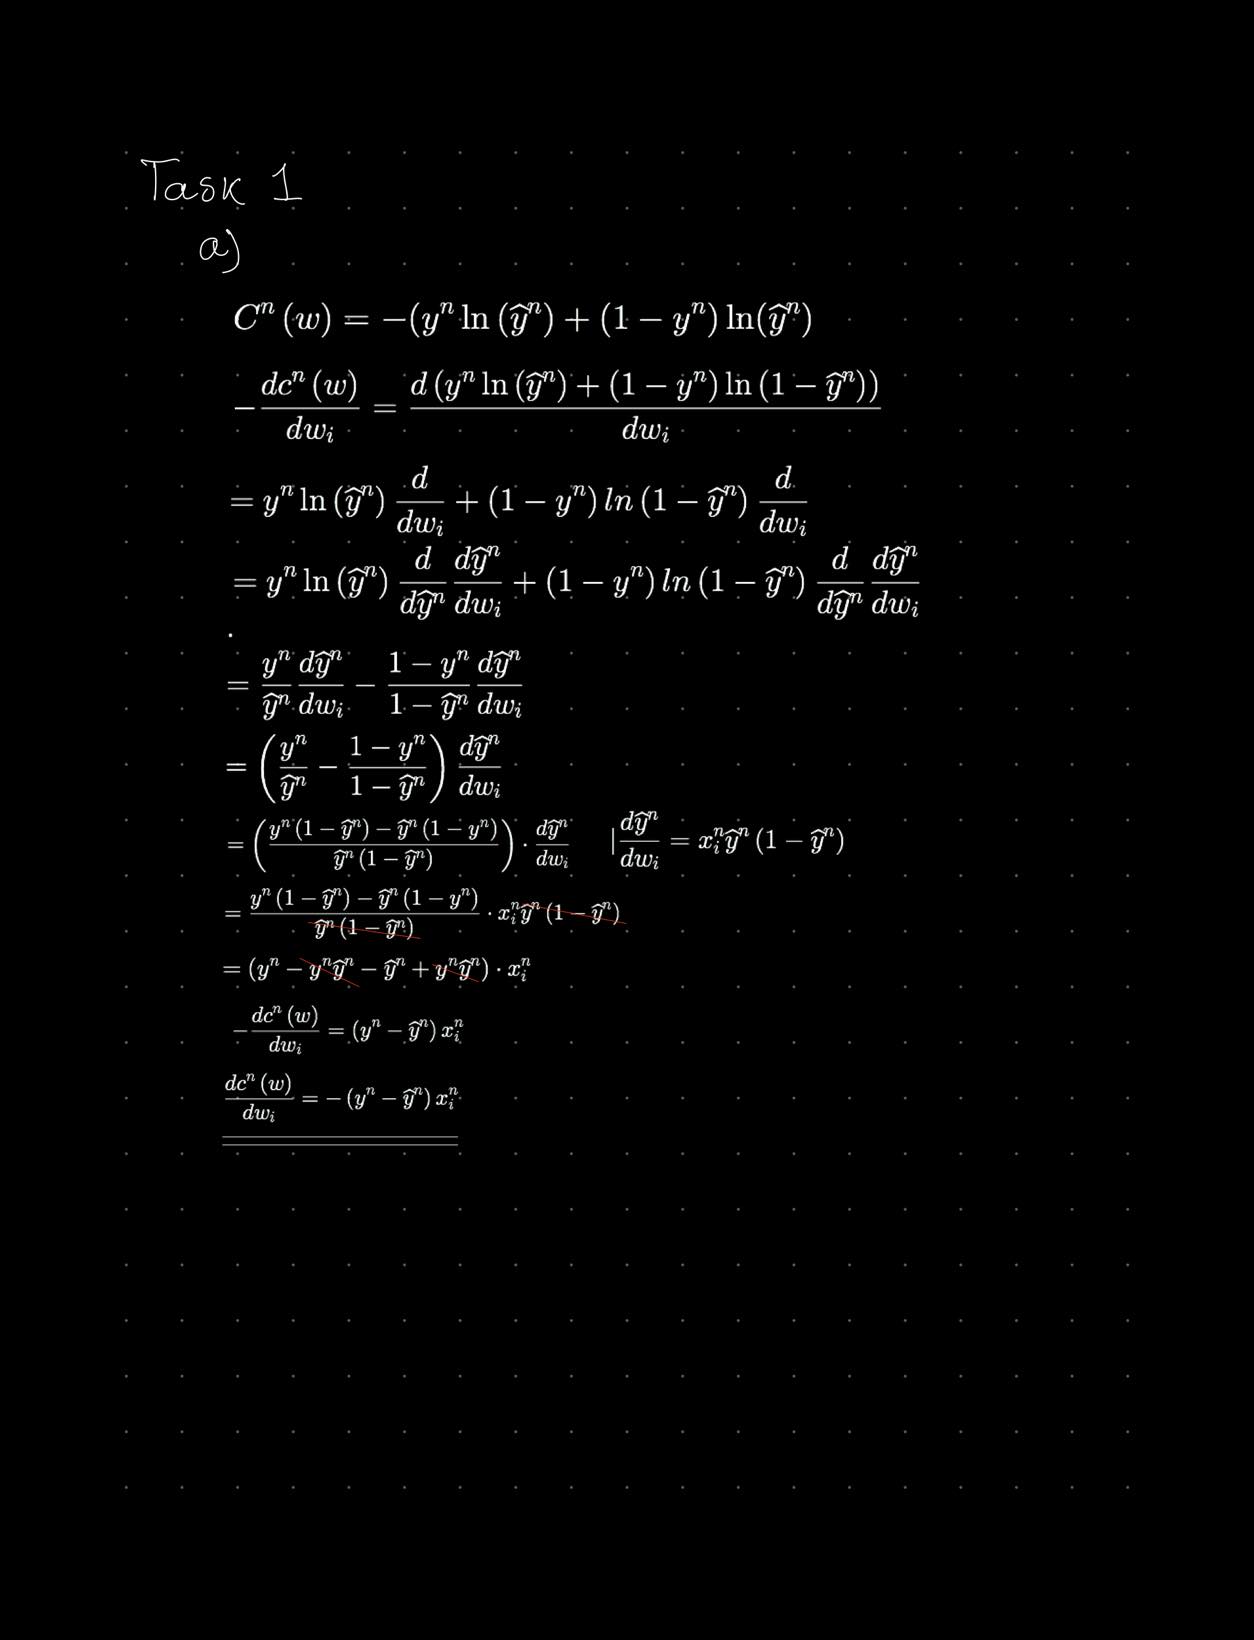 Task 1
a)
$C^n(w) = -(y^n \ln(\widehat{y}^n) + (1 - y^n) \ln(\widehat{y}^n)$
$-\frac{dc^n(w)}{dw_i} = \frac{d(y^n \ln(\widehat{y}^n) + (1 - y^n) \ln(1 - \widehat{y}^n))}{dw_i}$
$= y^n \ln(\widehat{y}^n) \frac{d}{dw_i} + (1 - y^n) ln(1 - \widehat{y}^n) \frac{d}{dw_i}$
$= y^n \ln(\widehat{y}^n) \frac{d}{d\widehat{y}^n} \frac{d\widehat{y}^n}{dw_i} + (1 - y^n) ln(1 - \widehat{y}^n) \frac{d}{d\widehat{y}^n} \frac{d\widehat{y}^n}{dw_i}$
.
$= \frac{y^n}{\widehat{y}^n} \frac{d\widehat{y}^n}{dw_i} - \frac{1 - y^n}{1 - \widehat{y}^n} \frac{d\widehat{y}^n}{dw_i}$
$= \left(\frac{y^n}{\widehat{y}^n} - \frac{1 - y^n}{1 - \widehat{y}^n}\right) \frac{d\widehat{y}^n}{dw_i}$
$= \left(\frac{y^n(1 - \widehat{y}^n) - \widehat{y}^n(1 - y^n)}{\widehat{y}^n(1 - \widehat{y}^n)}\right) \cdot \frac{d\widehat{y}^n}{dw_i} \quad | \frac{d\widehat{y}^n}{dw_i} = x_i^n \widehat{y}^n(1 - \widehat{y}^n)$
$= \frac{y^n(1 - \widehat{y}^n) - \widehat{y}^n(1 - y^n)}{\widehat{y}^n(1 - \widehat{y}^n)} \cdot x_i^n \widehat{y}^n(1 - \widehat{y}^n)$
$= (y^n - y^n\widehat{y}^n - \widehat{y}^n + y^n\widehat{y}^n) \cdot x_i^n$
$-\frac{dc^n(w)}{dw_i} = (y^n - \widehat{y}^n) x_i^n$
$\frac{dc^n(w)}{dw_i} = -(y^n - \widehat{y}^n) x_i^n$